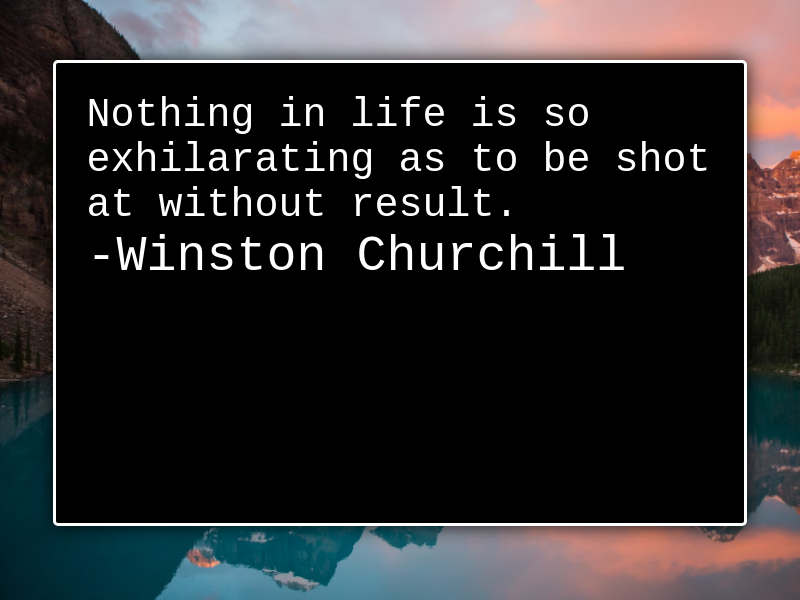 Nothing in life is so
exhilarating as to be shot
at without result.
-Winston Churchill